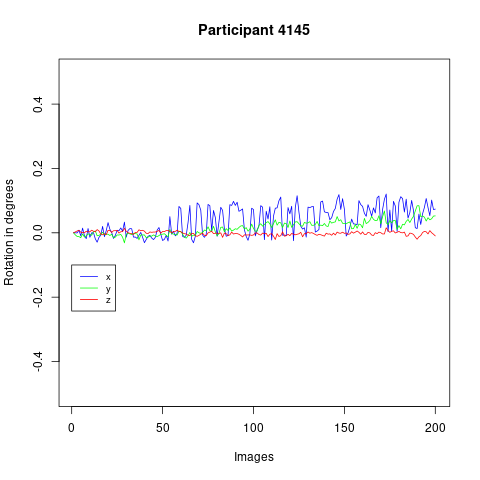 Participant 4145
Rotation in degrees
0.4
0.2
0.0
-0.2
-0.4
x
y
z
0 50 100 150 200
Images